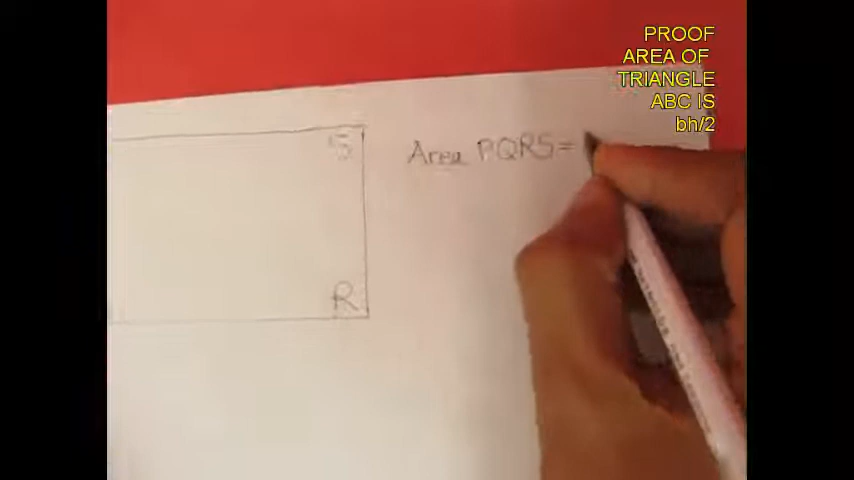 PROOF
AREA OF
TRIANGLE
ABC IS
bh/2
S
Area PQRS=
R